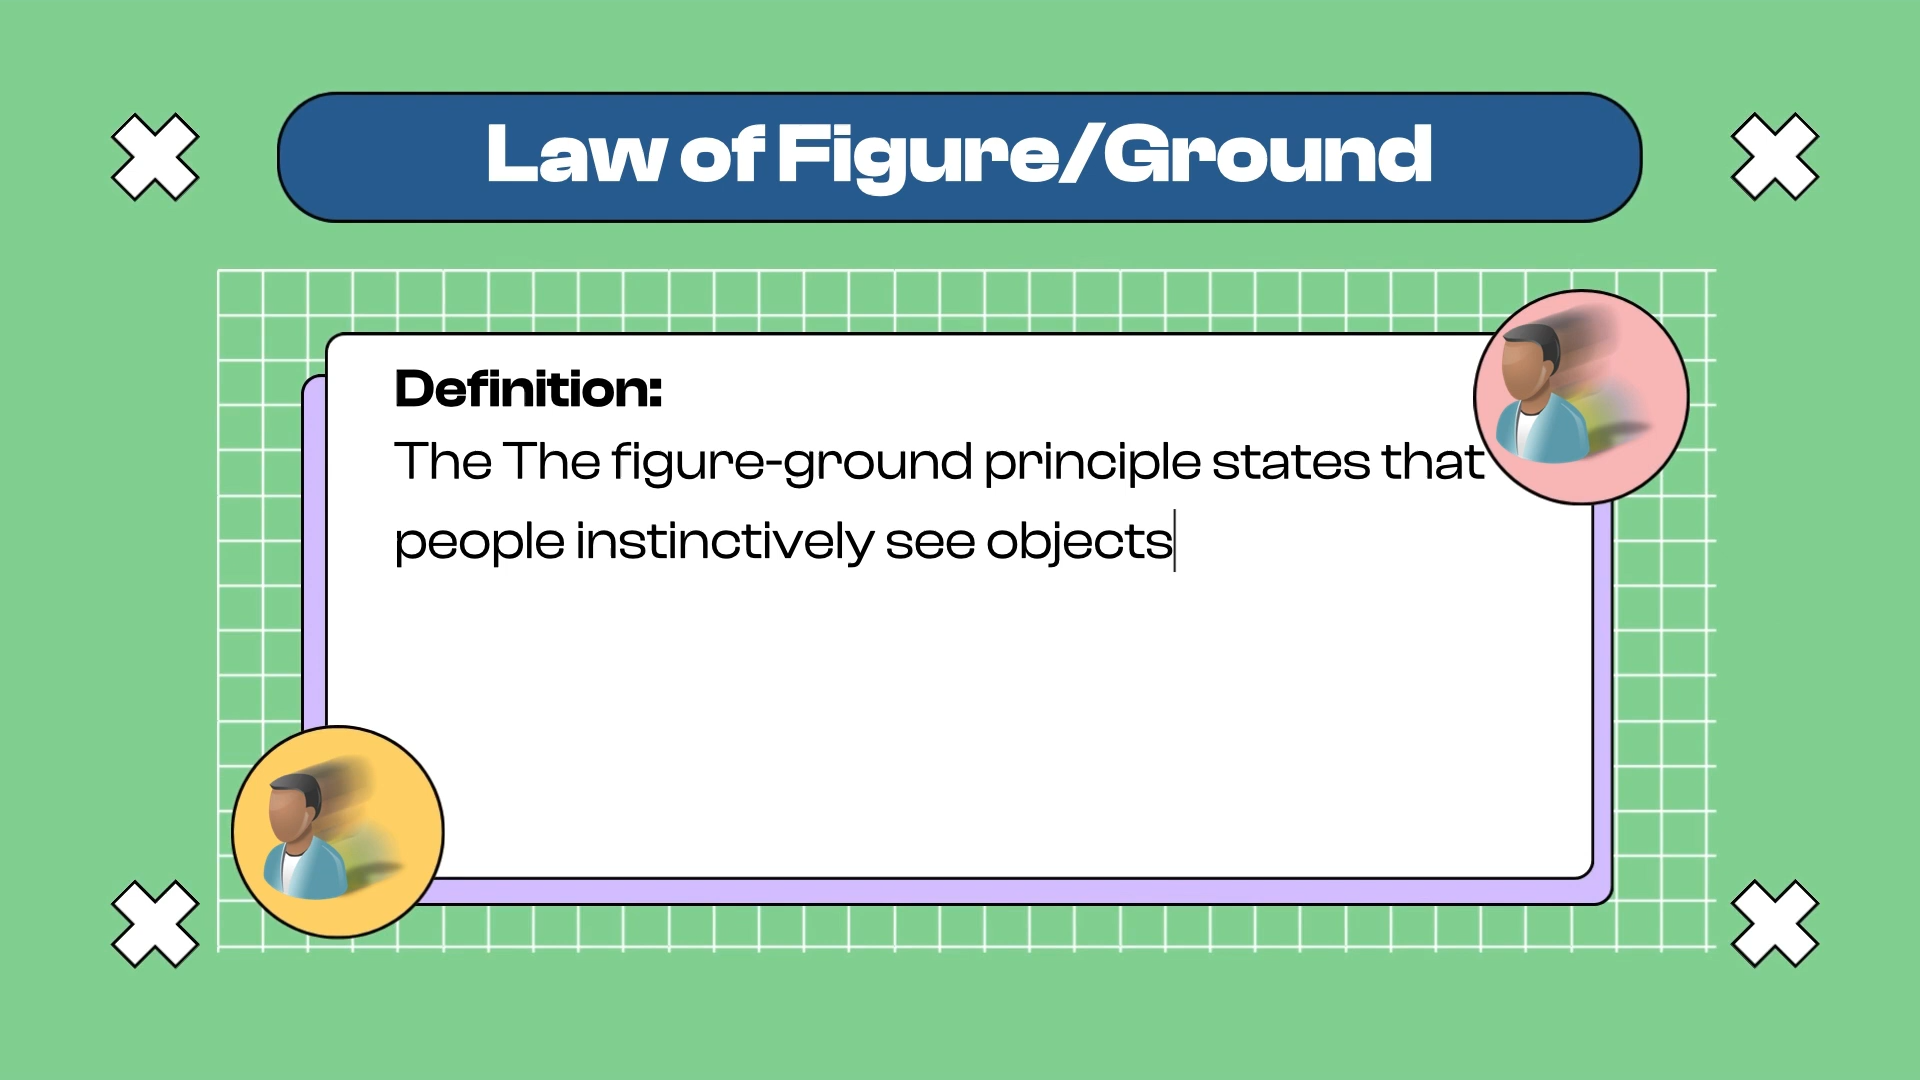 Law of Figure/Ground
Definition:
The The figure-ground principle states that
people instinctively see objects